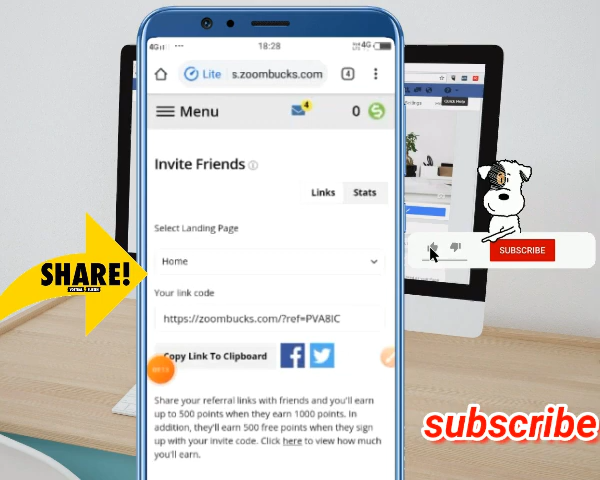 4G
18:28
4G
Lite
s.zoombucks.com
4
Menu
4
0
Invite Friends
Links
Stats
Select Landing Page
Home
Your link code
https://zoombucks.com/?ref=PVA8IC
Copy Link To Clipboard
Share your referral links with friends and you'll earn
up to 500 points when they earn 1000 points. In
addition, they'll earn 500 free points when they sign
up with your invite code. Click here to view how much
you'll earn.
SHARE!
Quick Help
SUBSCRIBE
subscribe